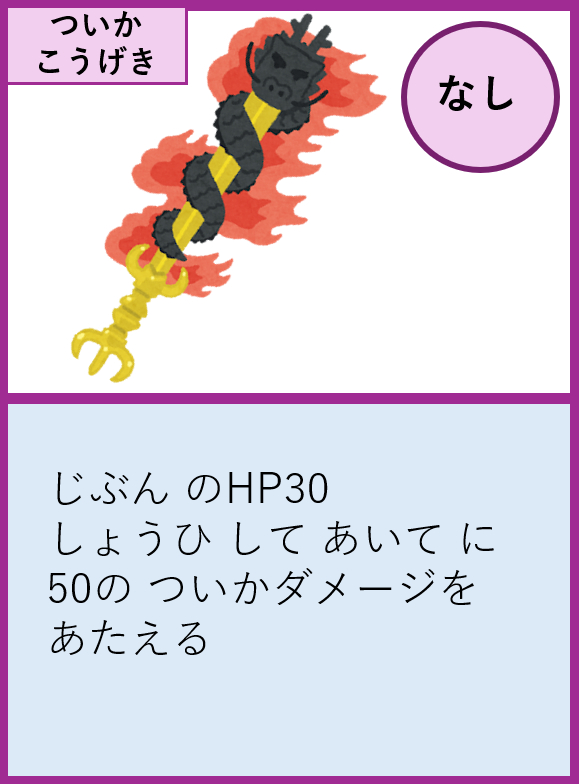 ついか
こうげき
なし
じぶん のHP30
しょうひ して あいて に
50の ついかダメージを
あたえる